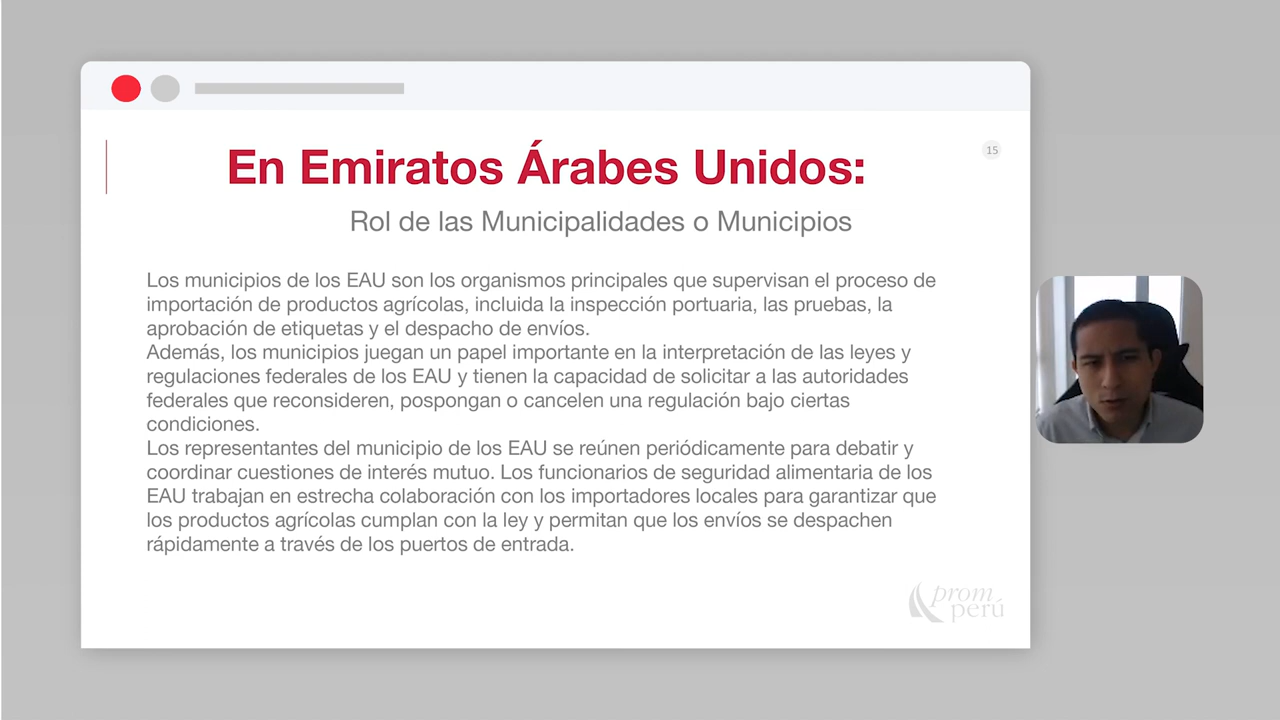 En Emiratos Árabes Unidos:
15
Rol de las Municipalidades o Municipios
Los municipios de los EAU son los organismos principales que supervisan el proceso de
importación de productos agrícolas, incluida la inspección portuaria, las pruebas, la
aprobación de etiquetas y el despacho de envíos.
Además, los municipios juegan un papel importante en la interpretación de las leyes y
regulaciones federales de los EAU y tienen la capacidad de solicitar a las autoridades
federales que reconsideren, pospongan o cancelen una regulación bajo ciertas
condiciones.
Los representantes del municipio de los EAU se reúnen periódicamente para debatir y
coordinar cuestiones de interés mutuo. Los funcionarios de seguridad alimentaria de los
EAU trabajan en estrecha colaboración con los importadores locales para garantizar que
los productos agrícolas cumplan con la ley y permitan que los envíos se despachen
rápidamente a través de los puertos de entrada.
prom
perú